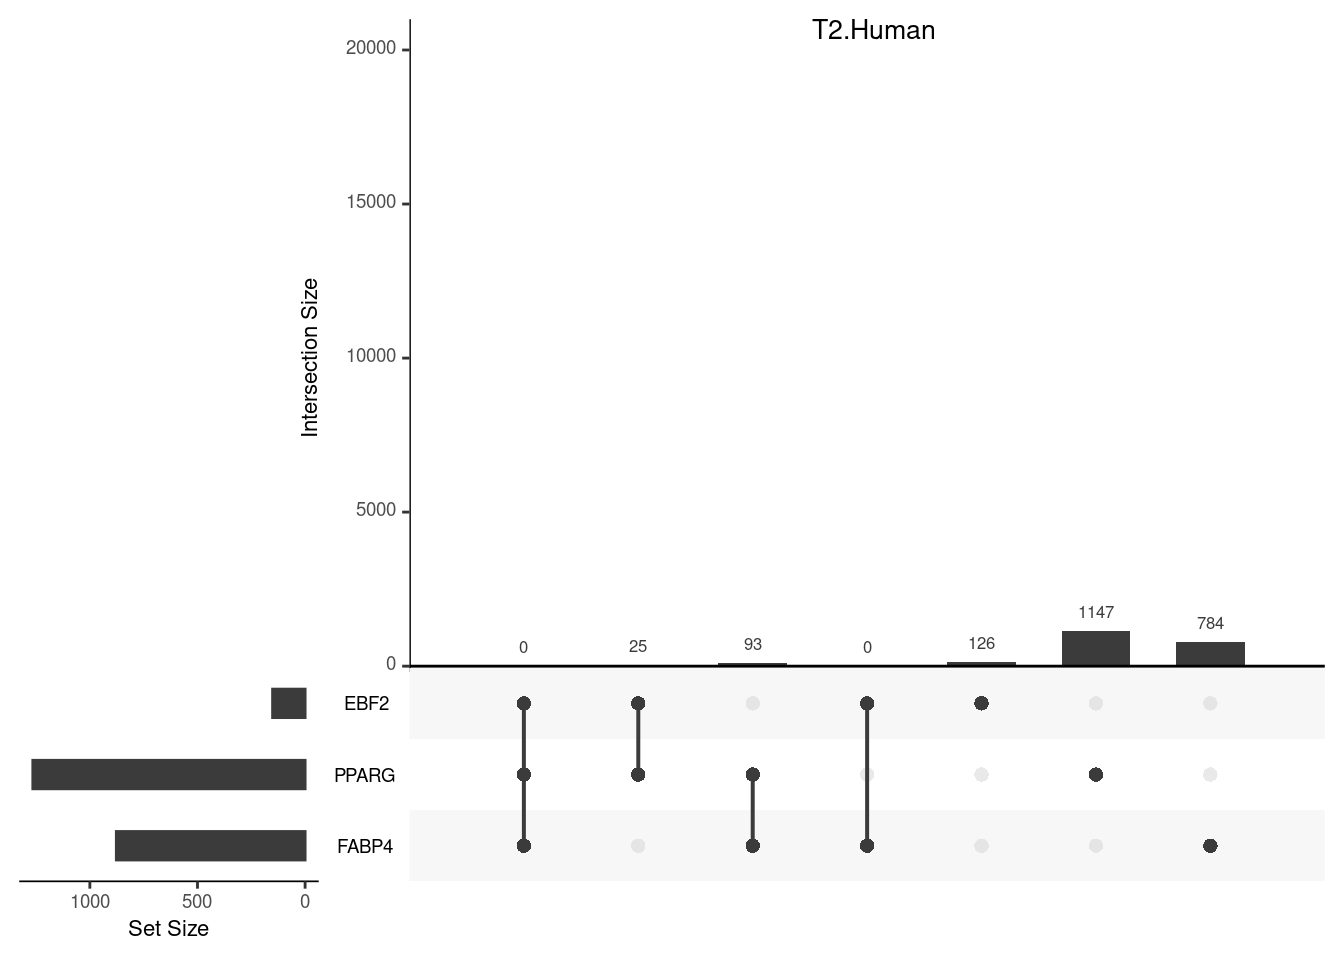 T2.Human
20000
15000
10000
5000
0
Intersection Size
0
25
93
0
126
1147
784
EBF2
PPARG
FABP4
1000 500 0
Set Size